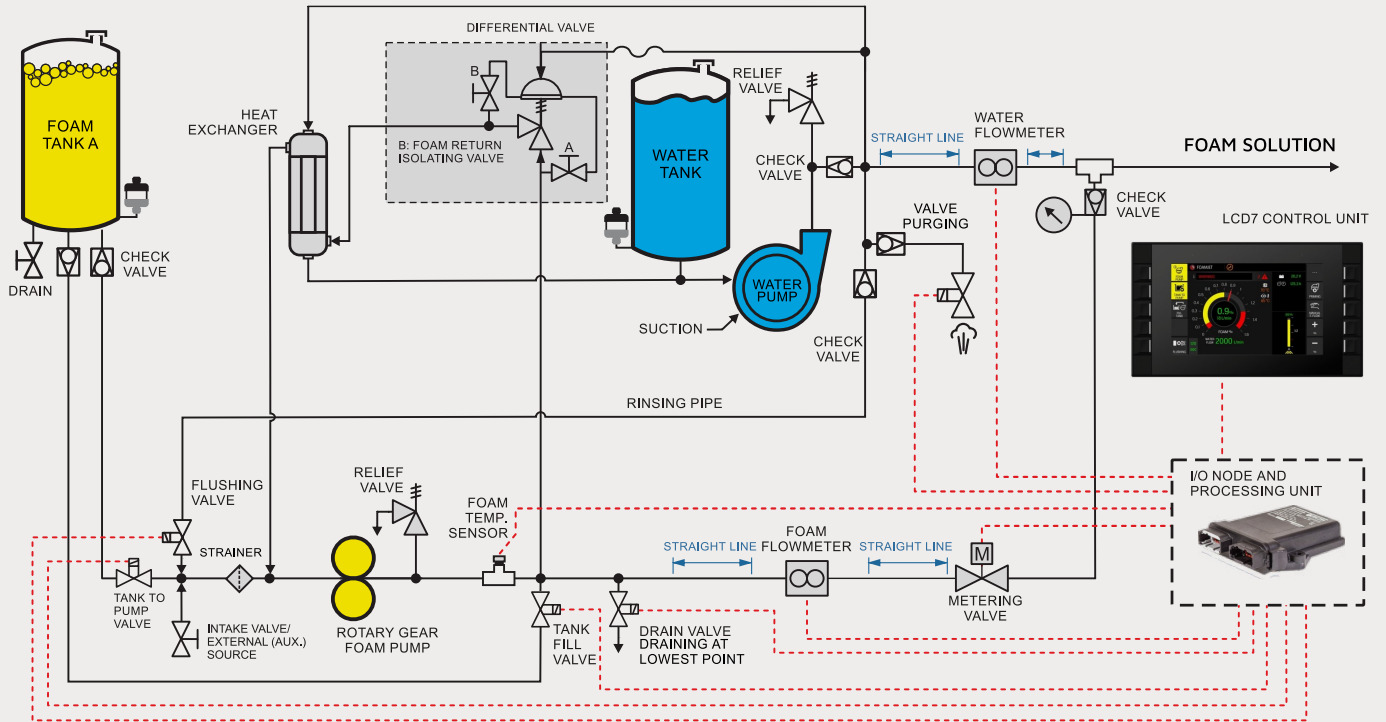 DIFFERENTIAL VALVE
FOAM
TANK A
HEAT
EXCHANGER
B
A
B: FOAM RETURN
ISOLATING VALVE
WATER
TANK
RELIEF
VALVE
STRAIGHT LINE
WATER
FLOWMETER
FOAM SOLUTION
CHECK
VALVE
CHECK
VALVE
VALVE
PURGING
LCD7 CONTROL UNIT
CHECK
VALVE
DRAIN
WATER
PUMP
SUCTION
CHECK
VALVE
0.9%
FOAM %
2000
RINSING PIPE
FLUSHING
VALVE
RELIEF
VALVE
FOAM
TEMP.
SENSOR
I/O NODE AND
PROCESSING UNIT
STRAINER
STRAIGHT LINE
FOAM
FLOWMETER
STRAIGHT LINE
M
TANK TO
PUMP
VALVE
INTAKE VALVE/
EXTERNAL (AUX.)
SOURCE
ROTARY GEAR
FOAM PUMP
TANK
FILL
VALVE
DRAIN VALVE
DRAINING AT
LOWEST POINT
METERING
VALVE